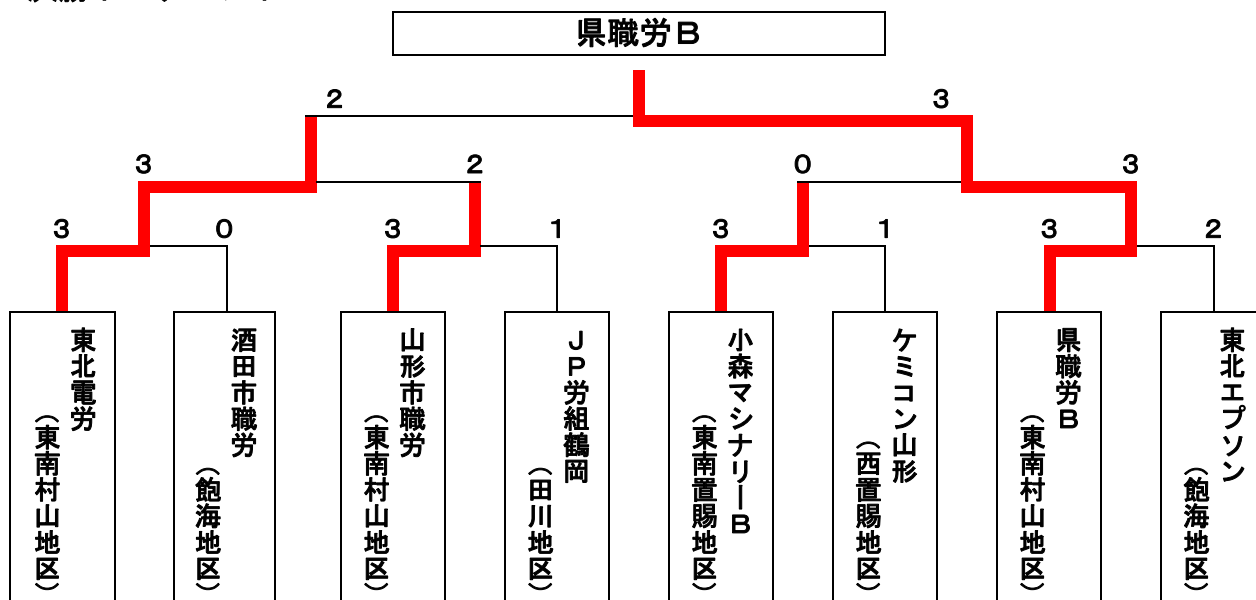 県職労Ｂ
2
3
3
2
0
3
3
0
3
1
3
1
3
2
東北電労
（東南村山地区）
酒田市職労
（飽海地区）
山形市職労
（東南村山地区）
ＪＰ労組鶴岡
（田川地区）
小森マシナリーＢ
（東南置賜地区）
ケミコン山形
（西置賜地区）
県職労Ｂ
（東南村山地区）
東北エプソン
（飽海地区）